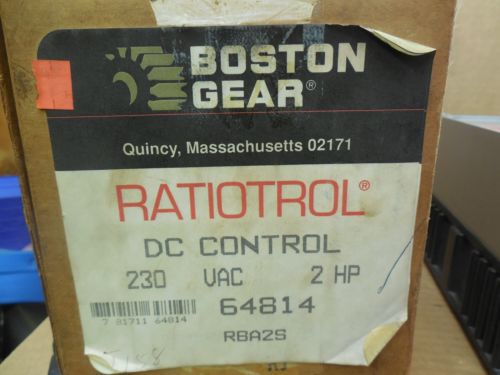 BOSTON
GEAR®
Quincy, Massachusetts 02171
RATIOTROL®
DC CONTROL
230 VAC 2 HP
64814
7 81711 64814
RBA2S